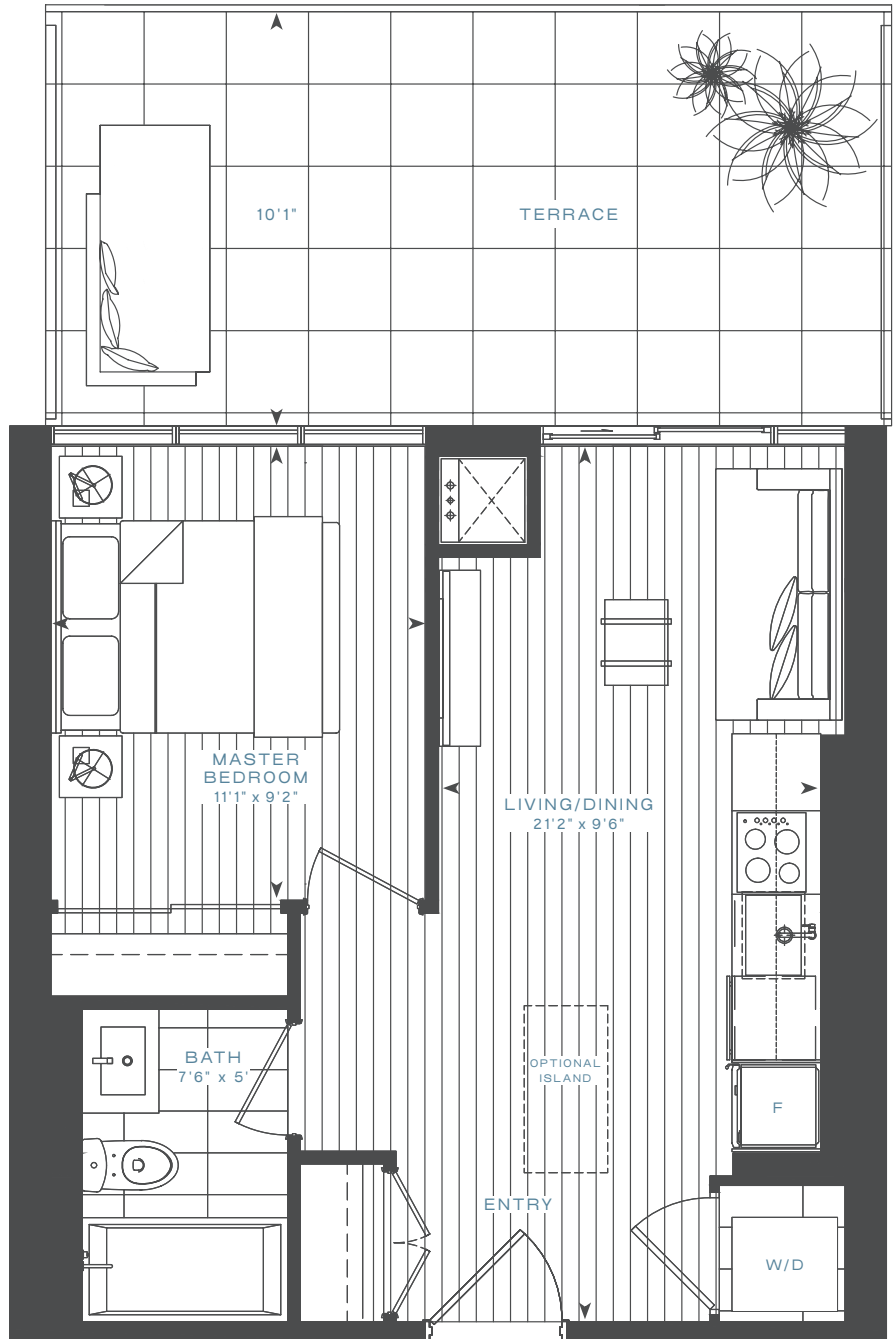 10'1"
TERRACE
MASTER
BEDROOM
11'1" x 9'2"
LIVING/DINING
21'2" x 9'6"
BATH
7'6" x 5'
OPTIONAL
ISLAND
F
ENTRY
W/D